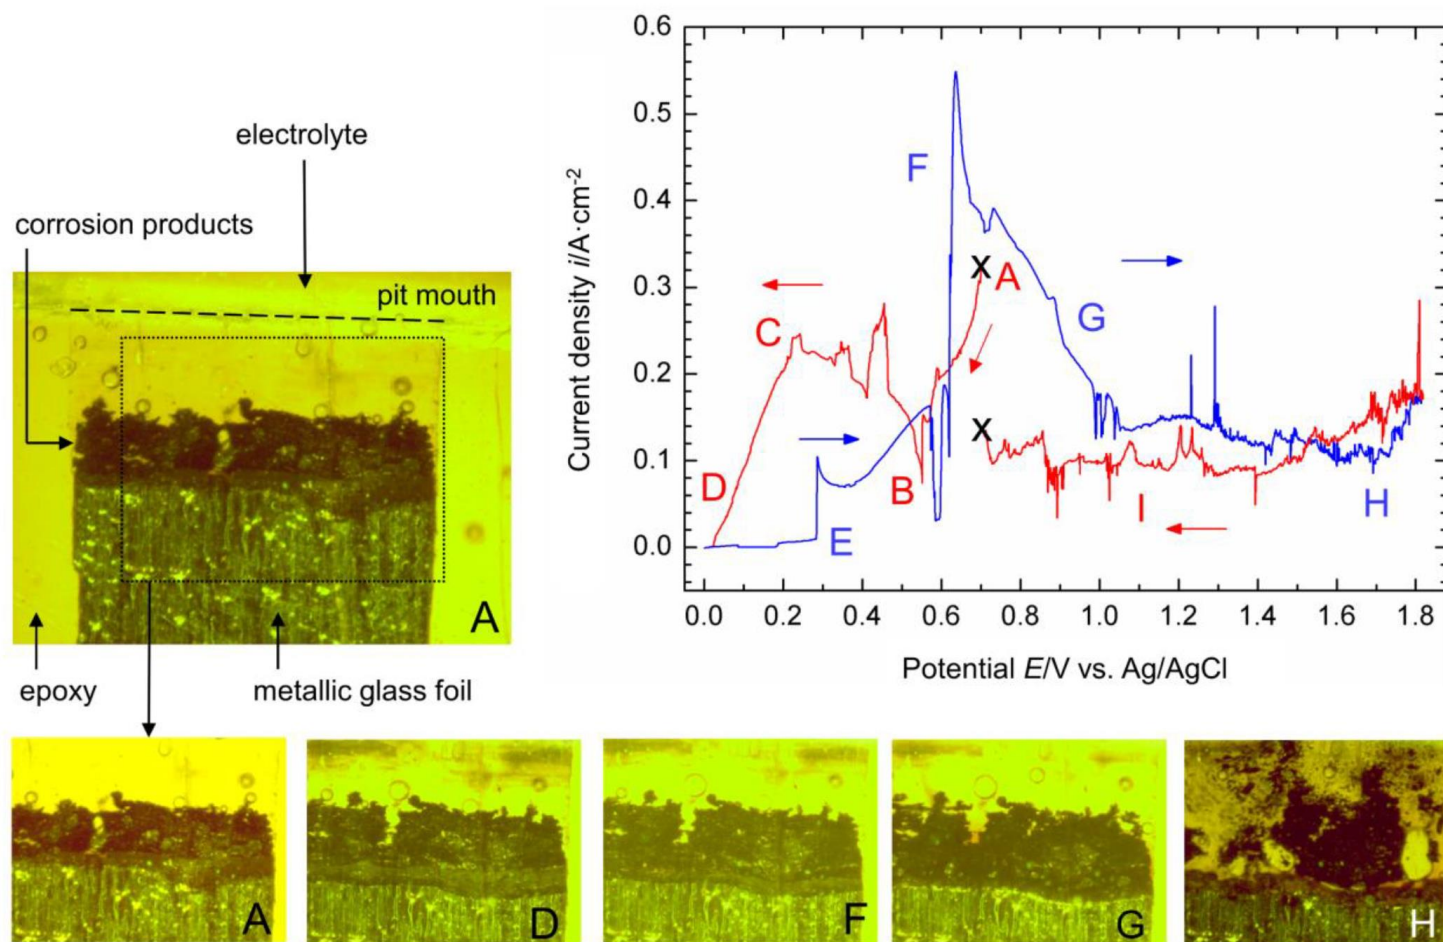 electrolyte
corrosion products
pit mouth
A
epoxy
metallic glass foil
0.6
0.5
0.4
0.3
0.2
0.1
0.0
Current density i/A·cm-2
F
X
A
C
G
X
D
B
I
H
E
0.0 0.2 0.4 0.6 0.8 1.0 1.2 1.4 1.6 1.8
Potential E/V vs. Ag/AgCl
A
D
F
G
H